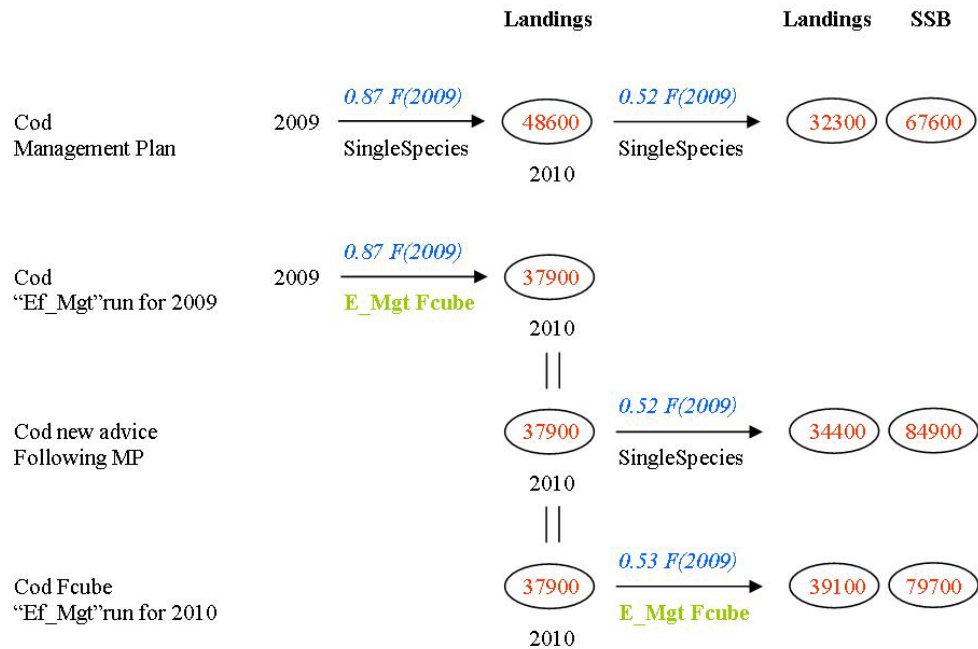 Landings Landings SSB
0.87 F(2009) 0.52 F(2009)
Cod 2009 48600 32300 67600
Management Plan SingleSpecies SingleSpecies
2010
0.87 F(2009)
Cod 2009 37900
“Ef_Mgt”run for 2009 E_Mgt Fcube
2010
0.52 F(2009)
Cod new advice 37900 34400 84900
Following MP SingleSpecies
2010
0.53 F(2009)
Cod Fcube 37900 39100 79700
“Ef_Mgt”run for 2010 E_Mgt Fcube
2010